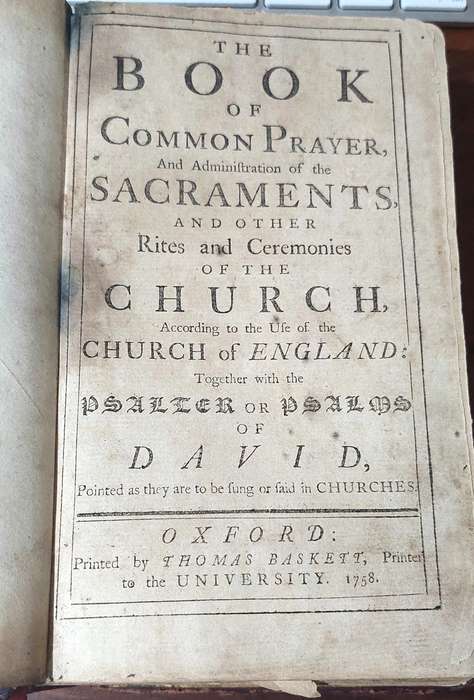 THE
BOOK
OF
COMMON PRAYER,
And Adminiſtration of the
SACRAMENTS,
AND OTHER
Rites and Ceremonies
OF THE
CHURCH,
According to the Uſe of the
CHURCH of ENGLAND:
Together with the
PSALTER OR PSALMS
OF
DAVID,
Pointed as they are to be ſung or ſaid in CHURCHES.
OXFORD:
Printed by THOMAS BASKETT, Printer
to the UNIVERSITY. 1758.